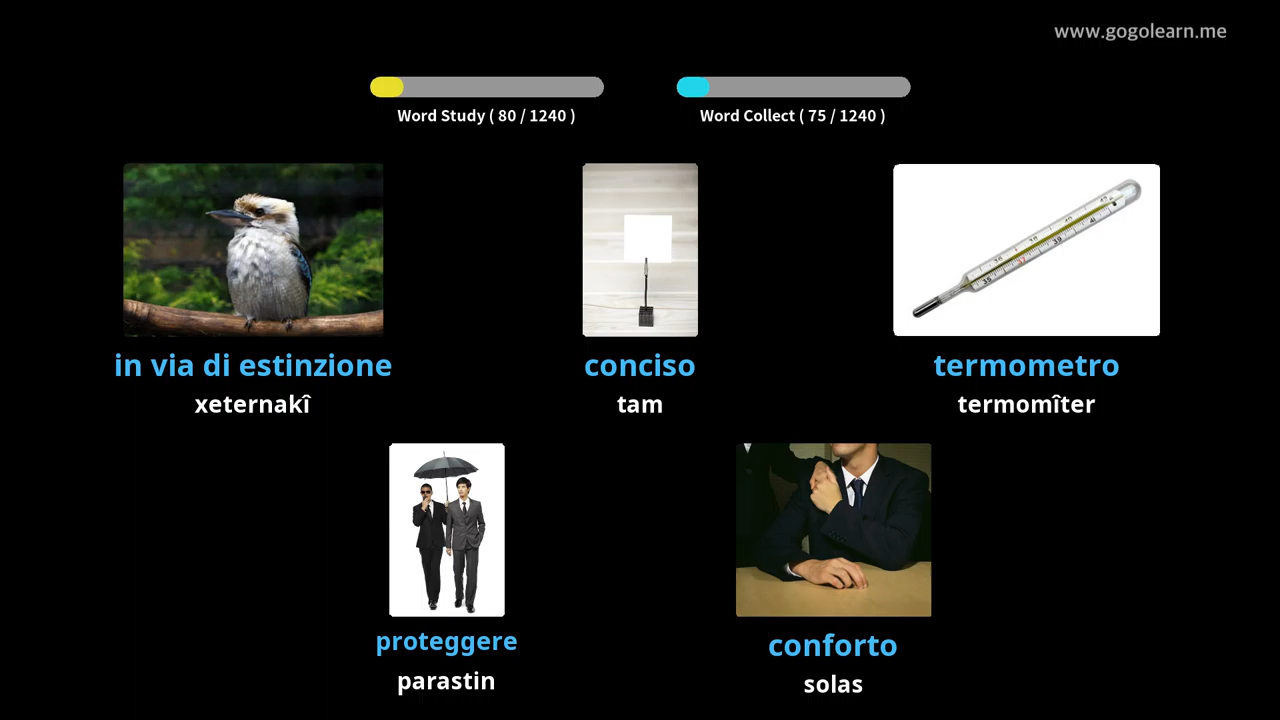 www.gogolearn.me
Word Study ( 80 / 1240 )
Word Collect ( 75 / 1240 )
in via di estinzione
xeternakî
conciso
tam
termometro
termomîter
proteggere
parastin
conforto
solas